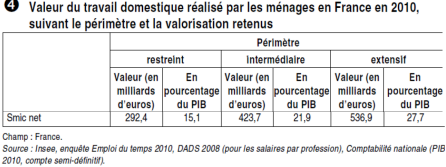 4 Valeur du travail domestique réalisé par les ménages en France en 2010,
suivant le périmètre et la valorisation retenus
Périmètre
restreint intermédiaire extensif
Valeur (en milliards d'euros) En pourcentage du PIB Valeur (en milliards d'euros) En pourcentage du PIB Valeur (en milliards d'euros) En pourcentage du PIB
Smic net 292,4 15,1 423,7 21,9 536,9 27,7
Champ : France.
Source : Insee, enquête Emploi du temps 2010, DADS 2008 (pour les salaires par profession), Comptabilité nationale (PIB
2010, compte semi-définitif).